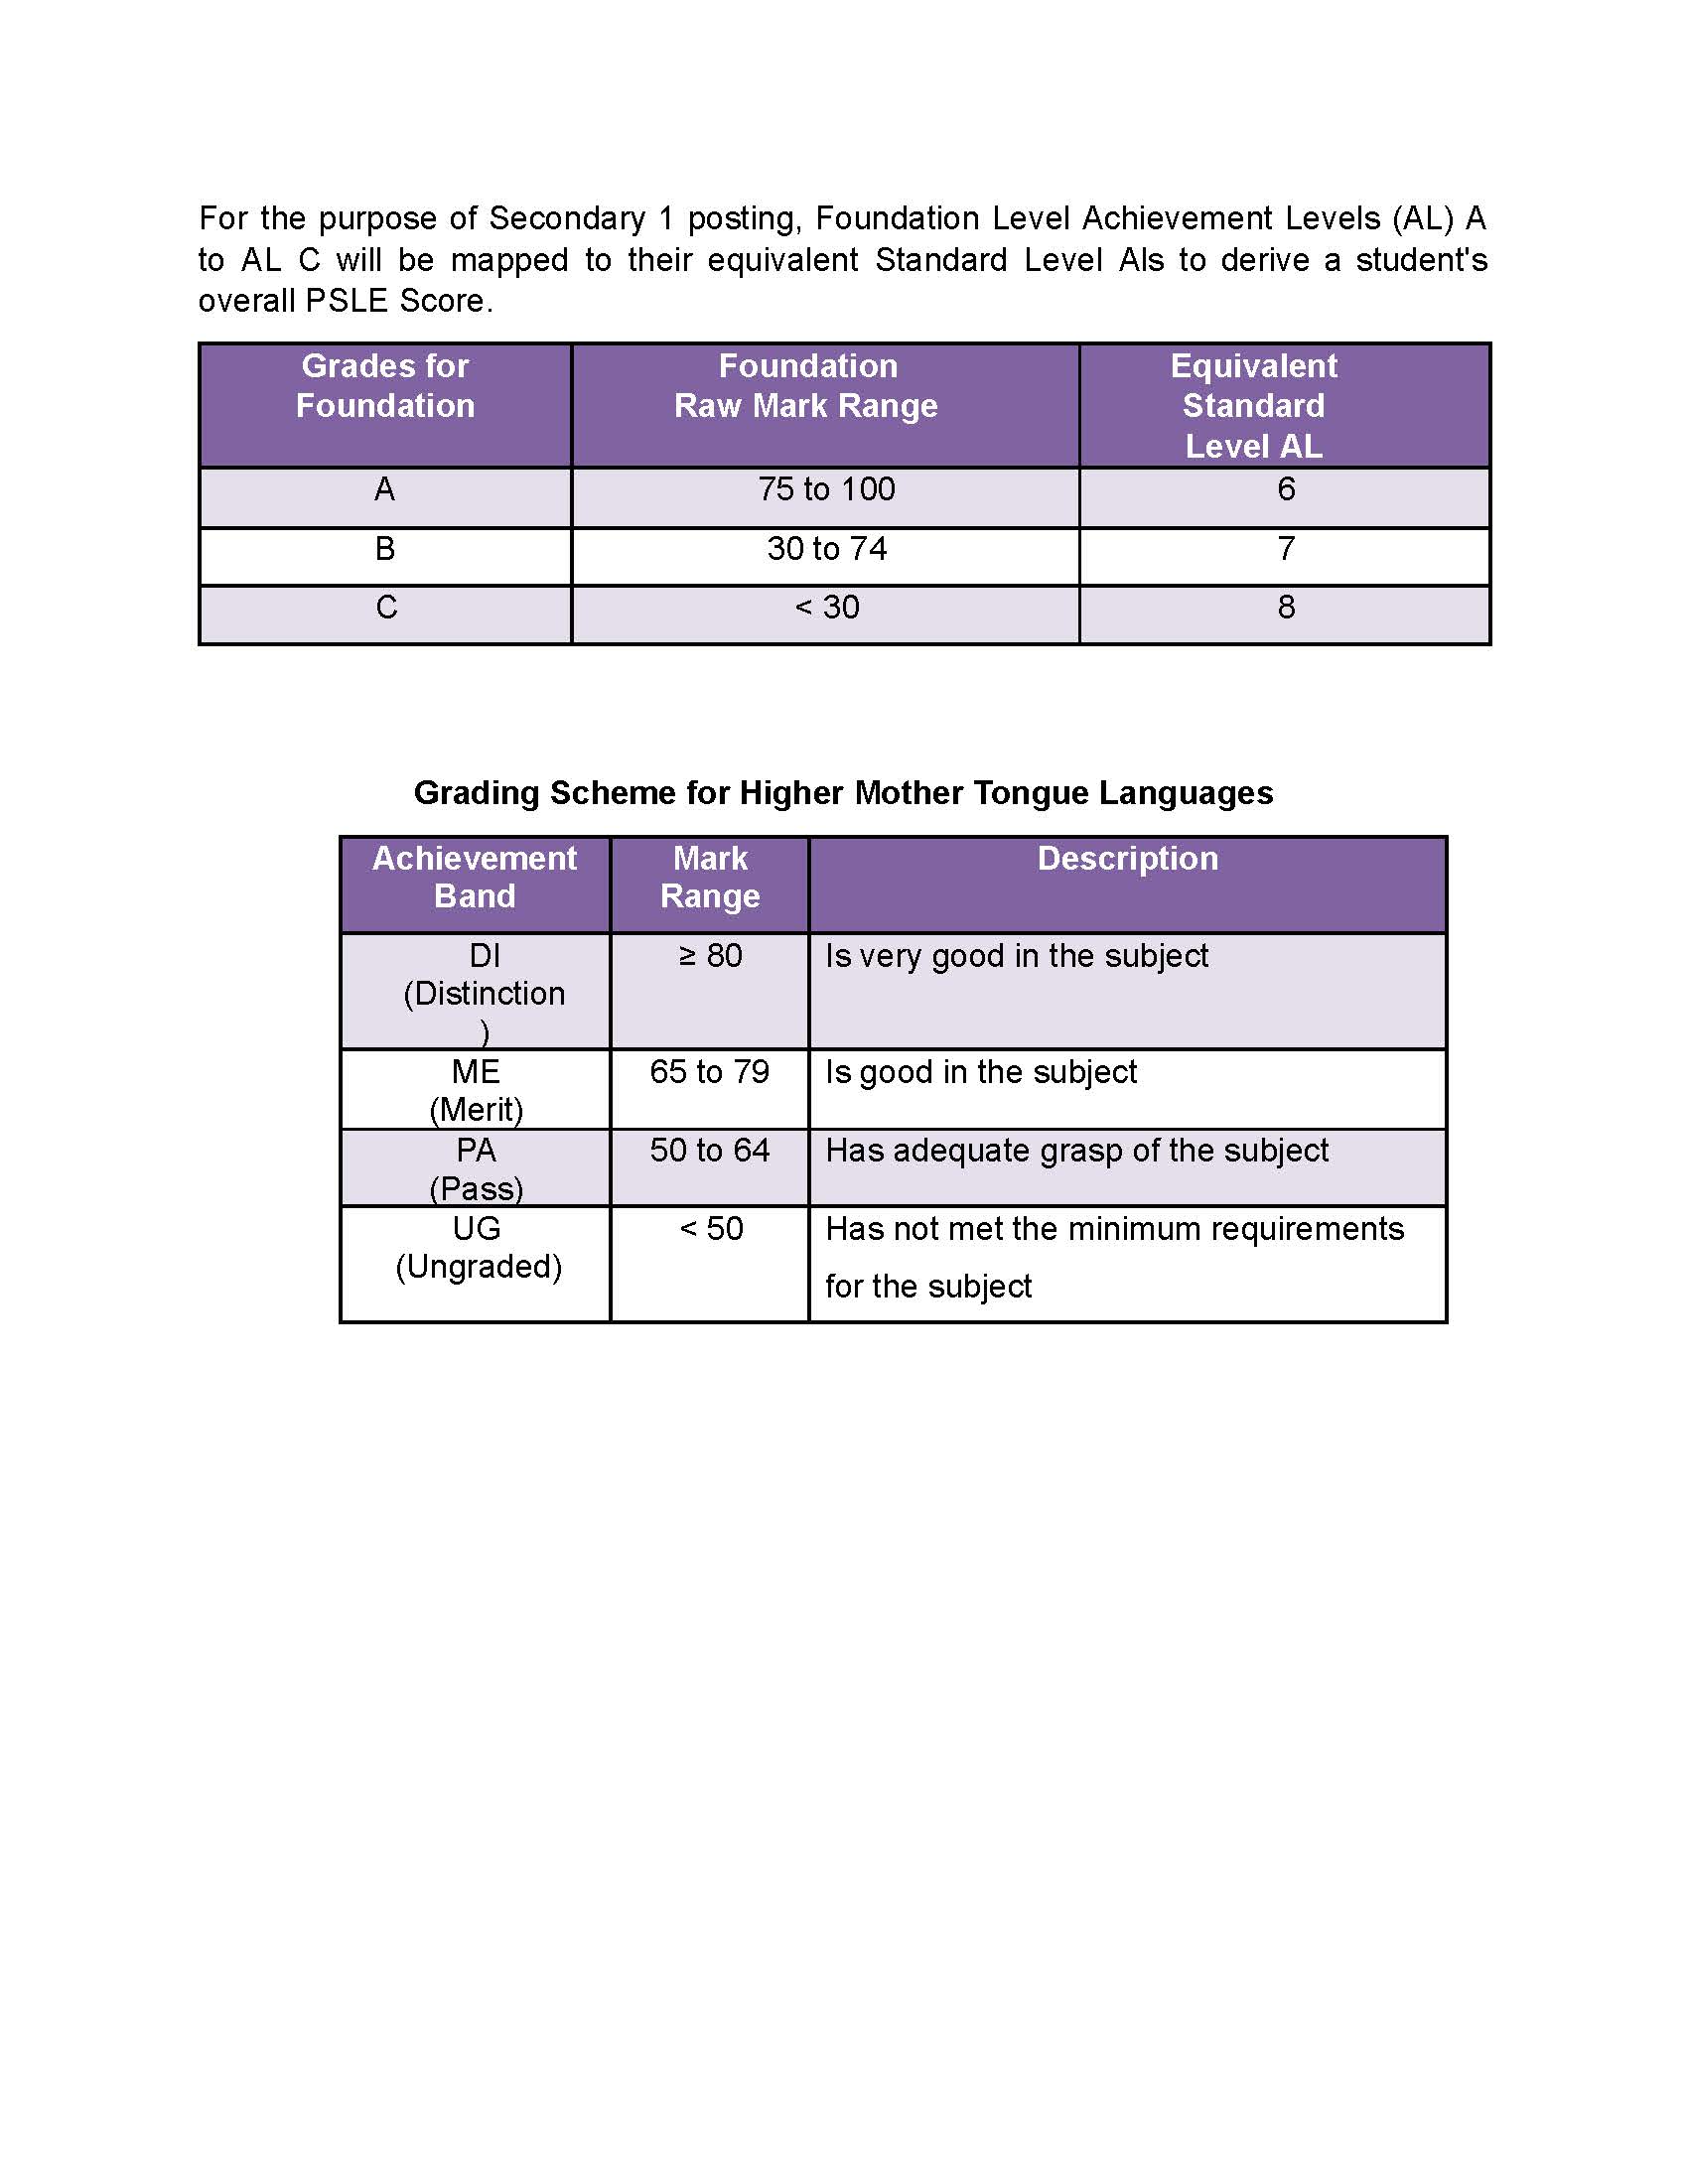 For the purpose of Secondary 1 posting, Foundation Level Achievement Levels (AL) A
to AL C will be mapped to their equivalent Standard Level Als to derive a student's
overall PSLE Score.
Grades for Foundation Equivalent
Foundation Raw Mark Range Standard
Level AL
A 75 to 100 6
B 30 to 74 7
C < 30 8
Grading Scheme for Higher Mother Tongue Languages
Achievement Mark Description
Band Range
DI ≥ 80 Is very good in the subject
(Distinction
)
ME 65 to 79 Is good in the subject
(Merit)
PA 50 to 64 Has adequate grasp of the subject
(Pass)
UG < 50 Has not met the minimum requirements
(Ungraded)
for the subject